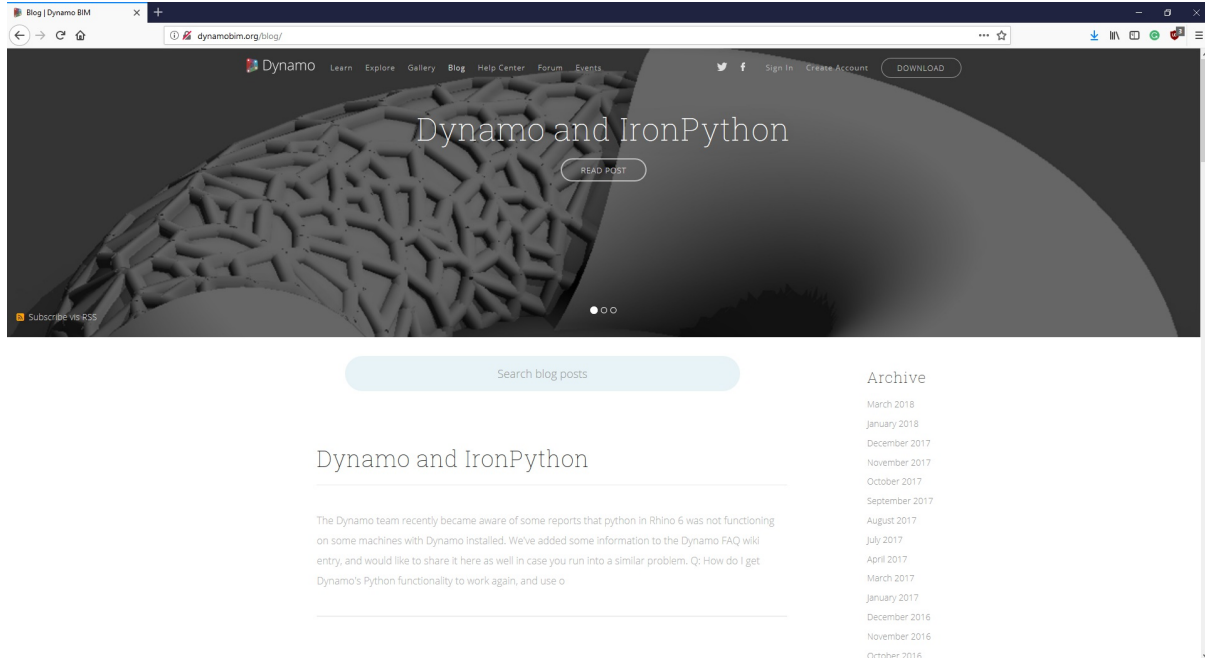 Blog | Dynamo BIM
dynamobim.org/blog/
3
Dynamo Learn Explore Gallery Blog Help Center Forum Events Sign In Create Account DOWNLOAD
Dynamo and IronPython
READ POST
Subscribe vis RSS
Search blog posts
Dynamo and IronPython
The Dynamo team recently became aware of some reports that python in Rhino 6 was not functioning
on some machines with Dynamo installed. We've added some information to the Dynamo FAQ wiki
entry, and would like to share it here as well in case you run into a similar problem. Q: How do I get
Dynamo's Python functionality to work again, and use o
Archive
March 2018
January 2018
December 2017
November 2017
October 2017
September 2017
August 2017
July 2017
April 2017
March 2017
January 2017
December 2016
November 2016
October 2016